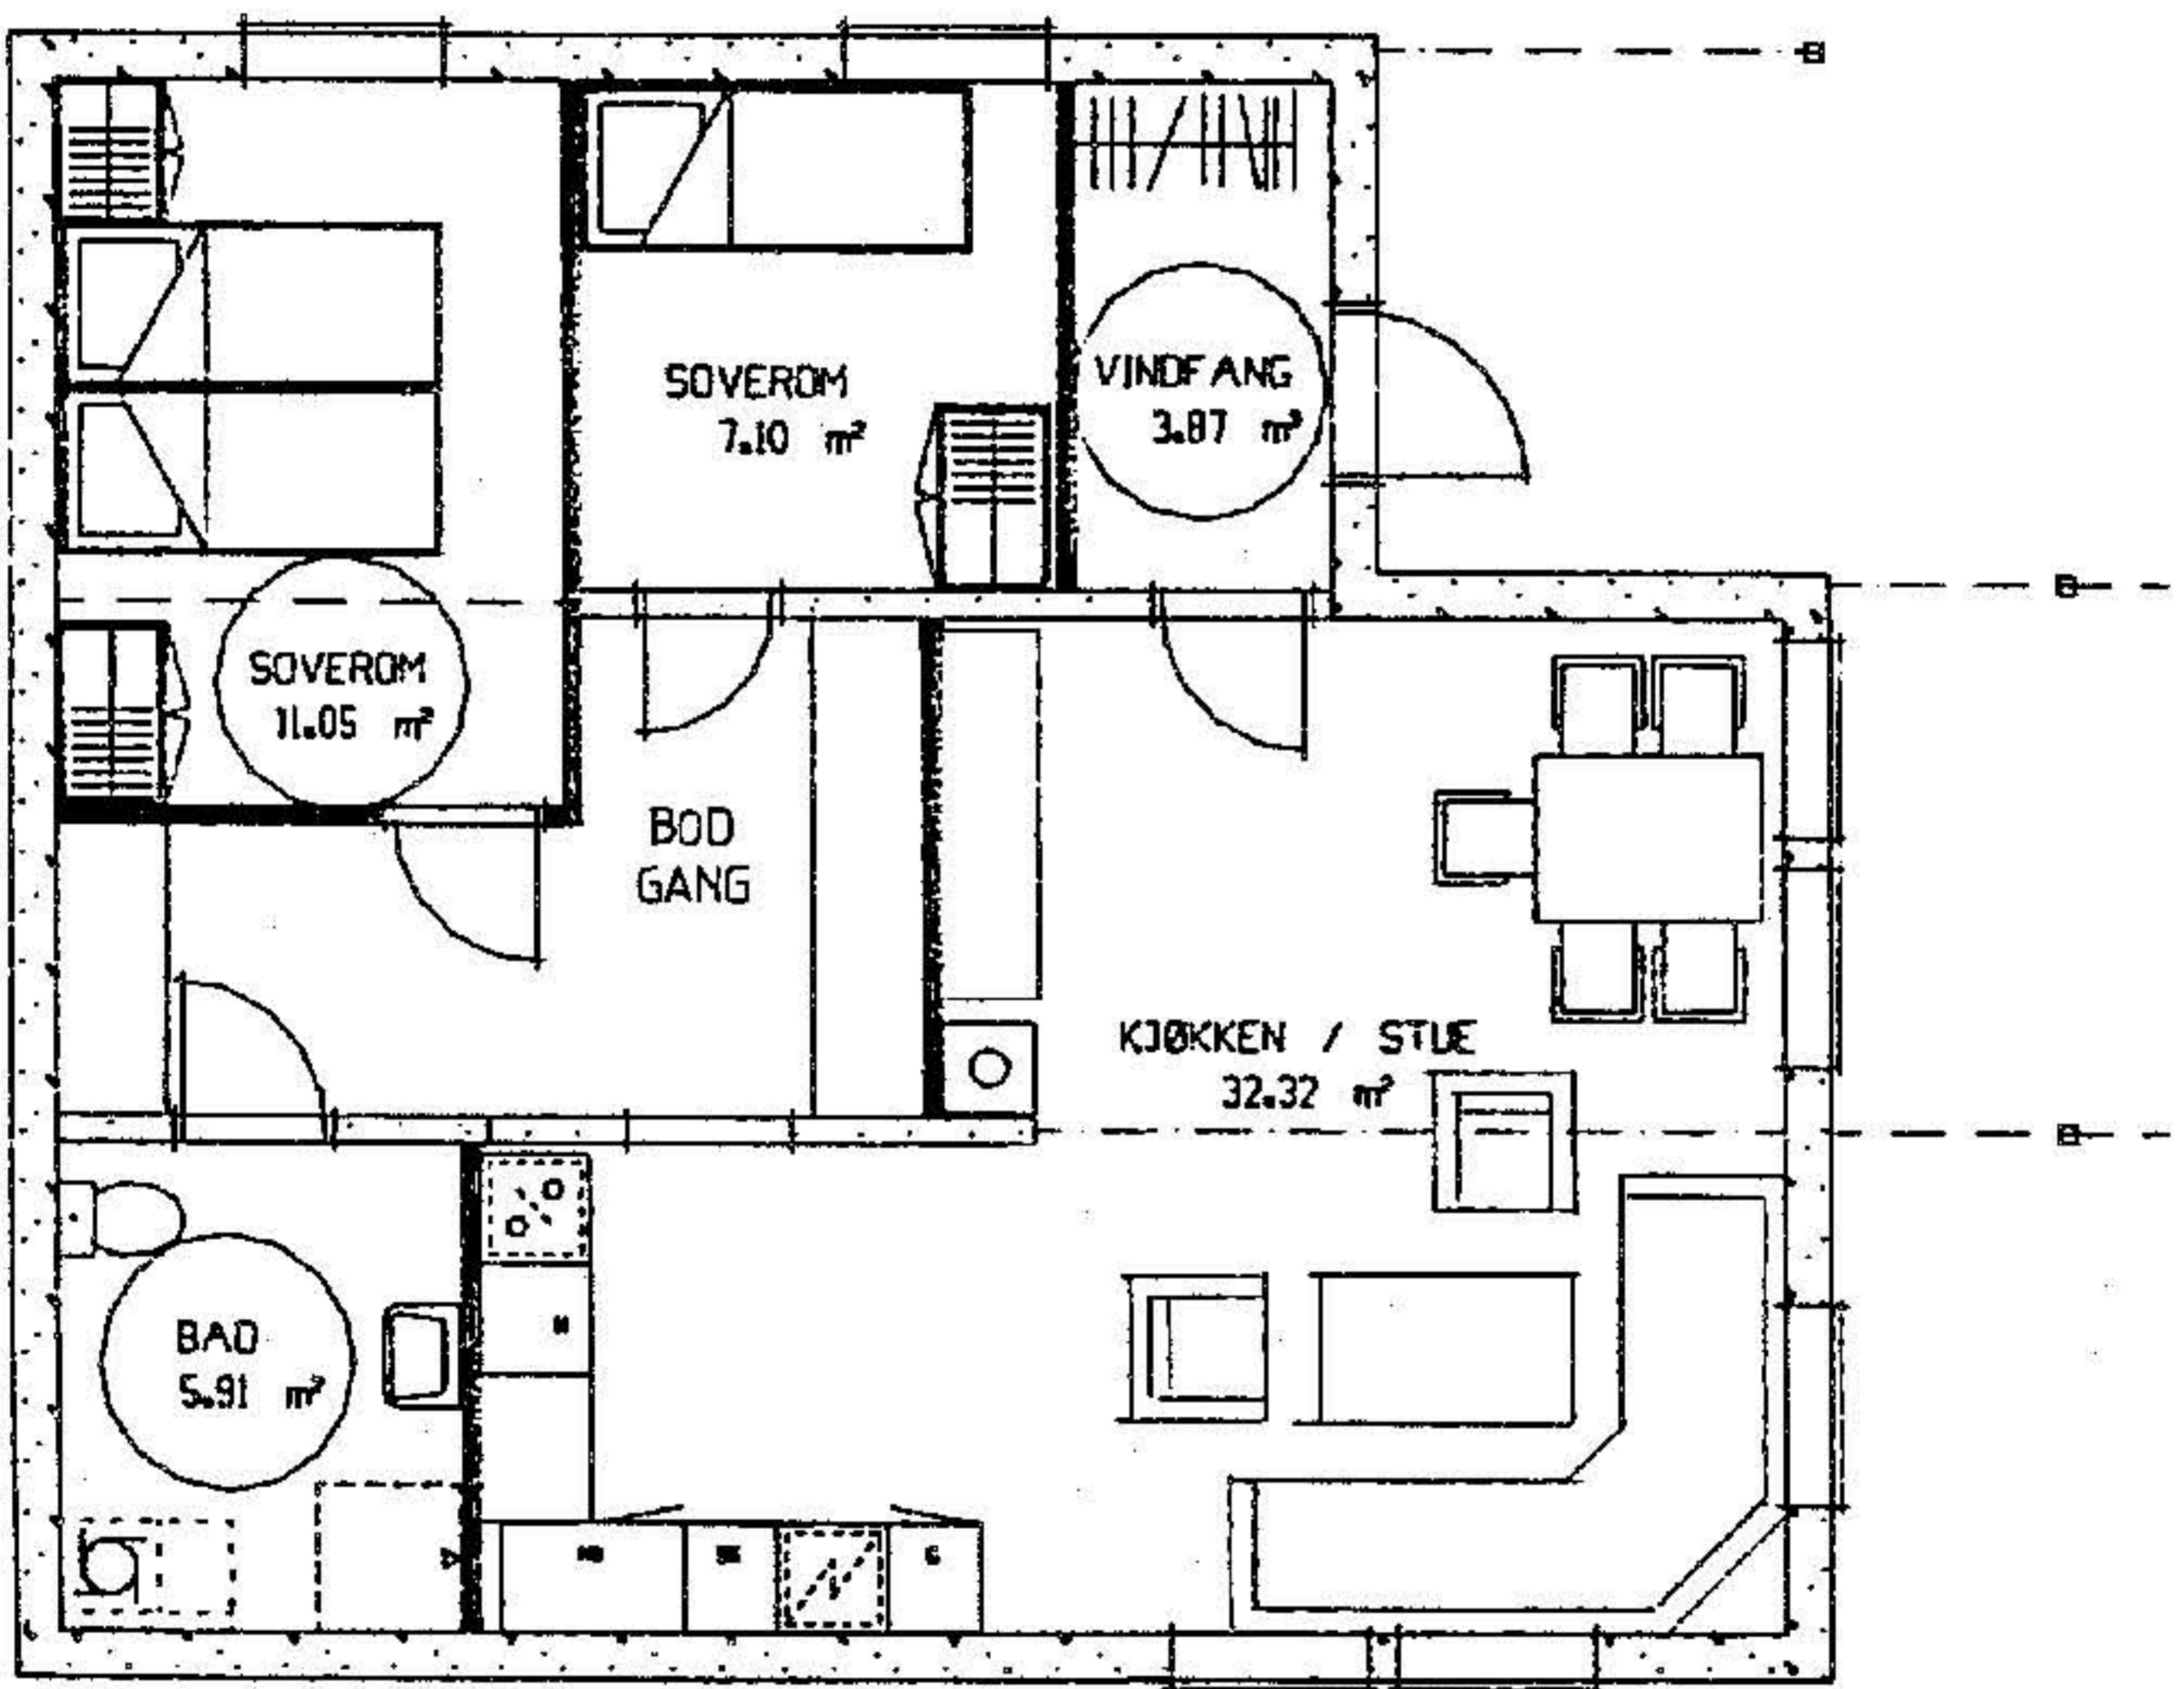 SOVEROM
7.10 m²
VINDFANG
3.87 m²
SOVEROM
11.05 m²
BOD
GANG
KJØKKEN / STUE
32.32 m²
BAD
5.91 m²